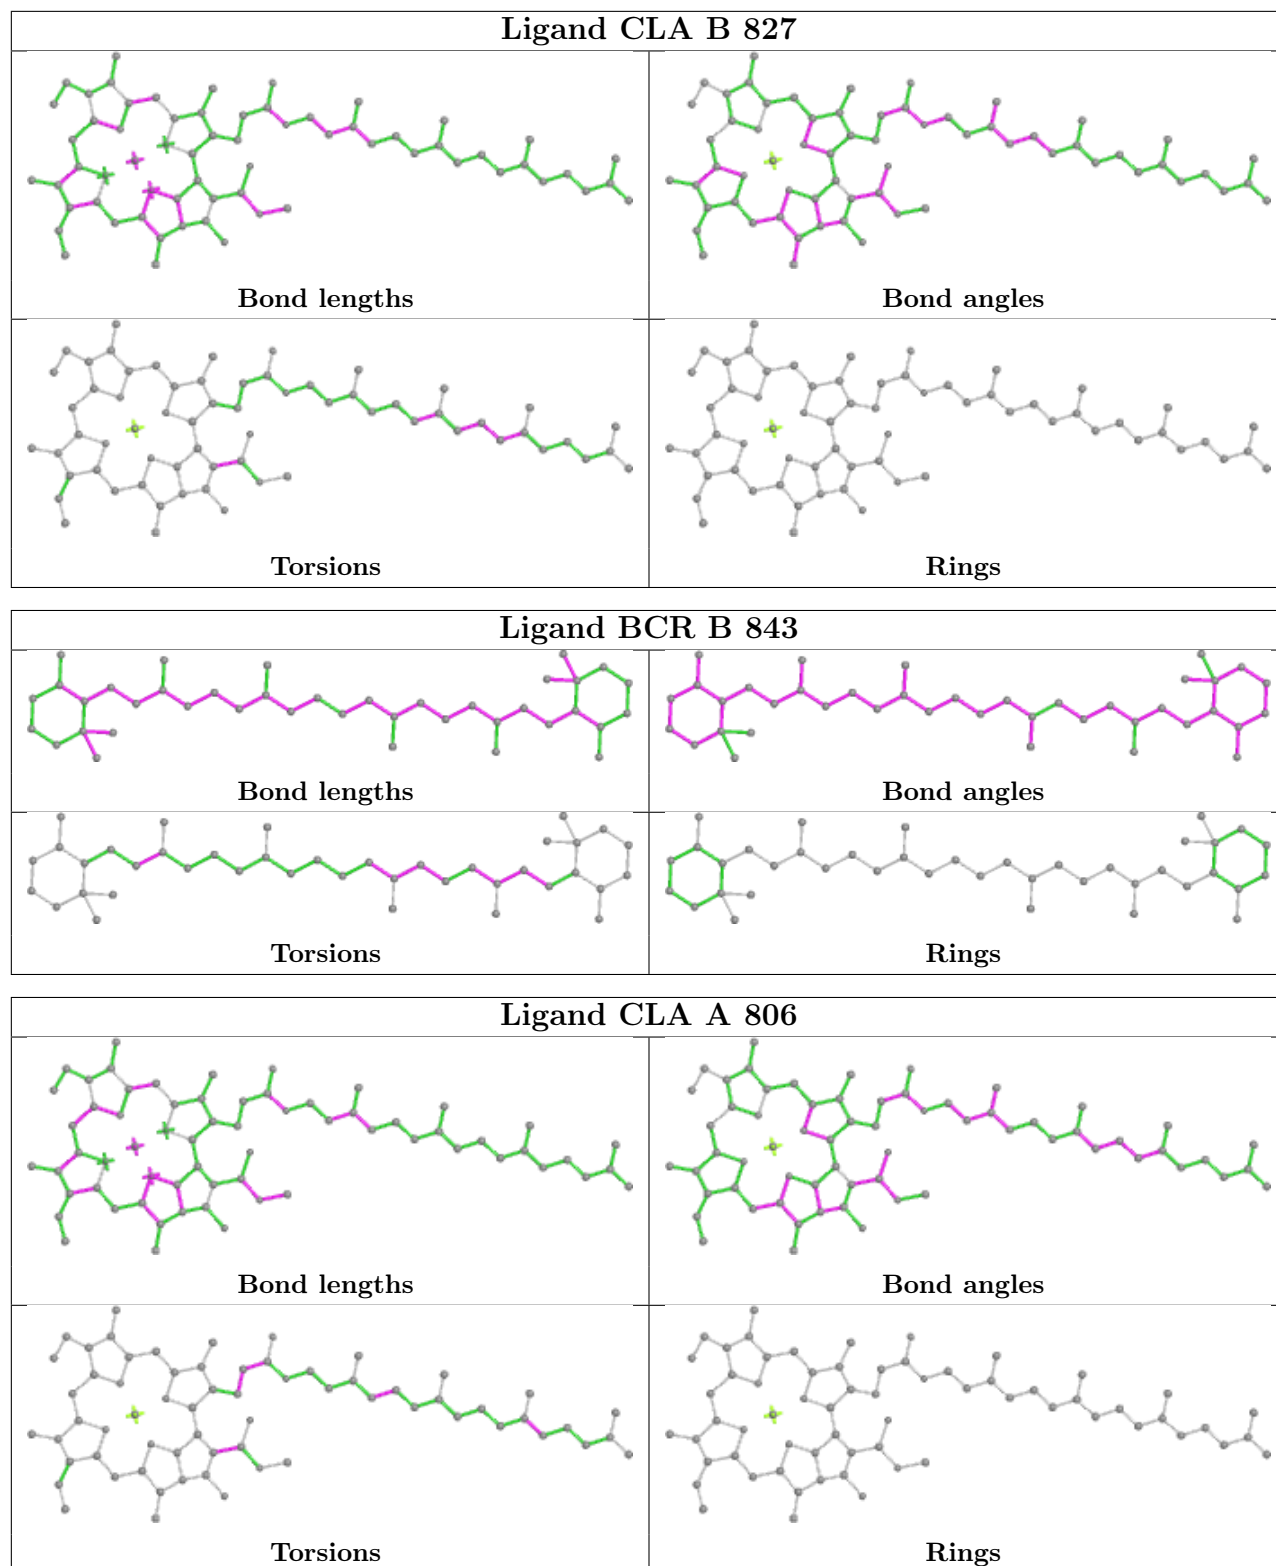 Ligand CLA B 827
Bond lengths
Bond angles
Torsions
Rings
Ligand BCR B 843
Bond lengths
Bond angles
Torsions
Rings
Ligand CLA A 806
Bond lengths
Bond angles
Torsions
Rings